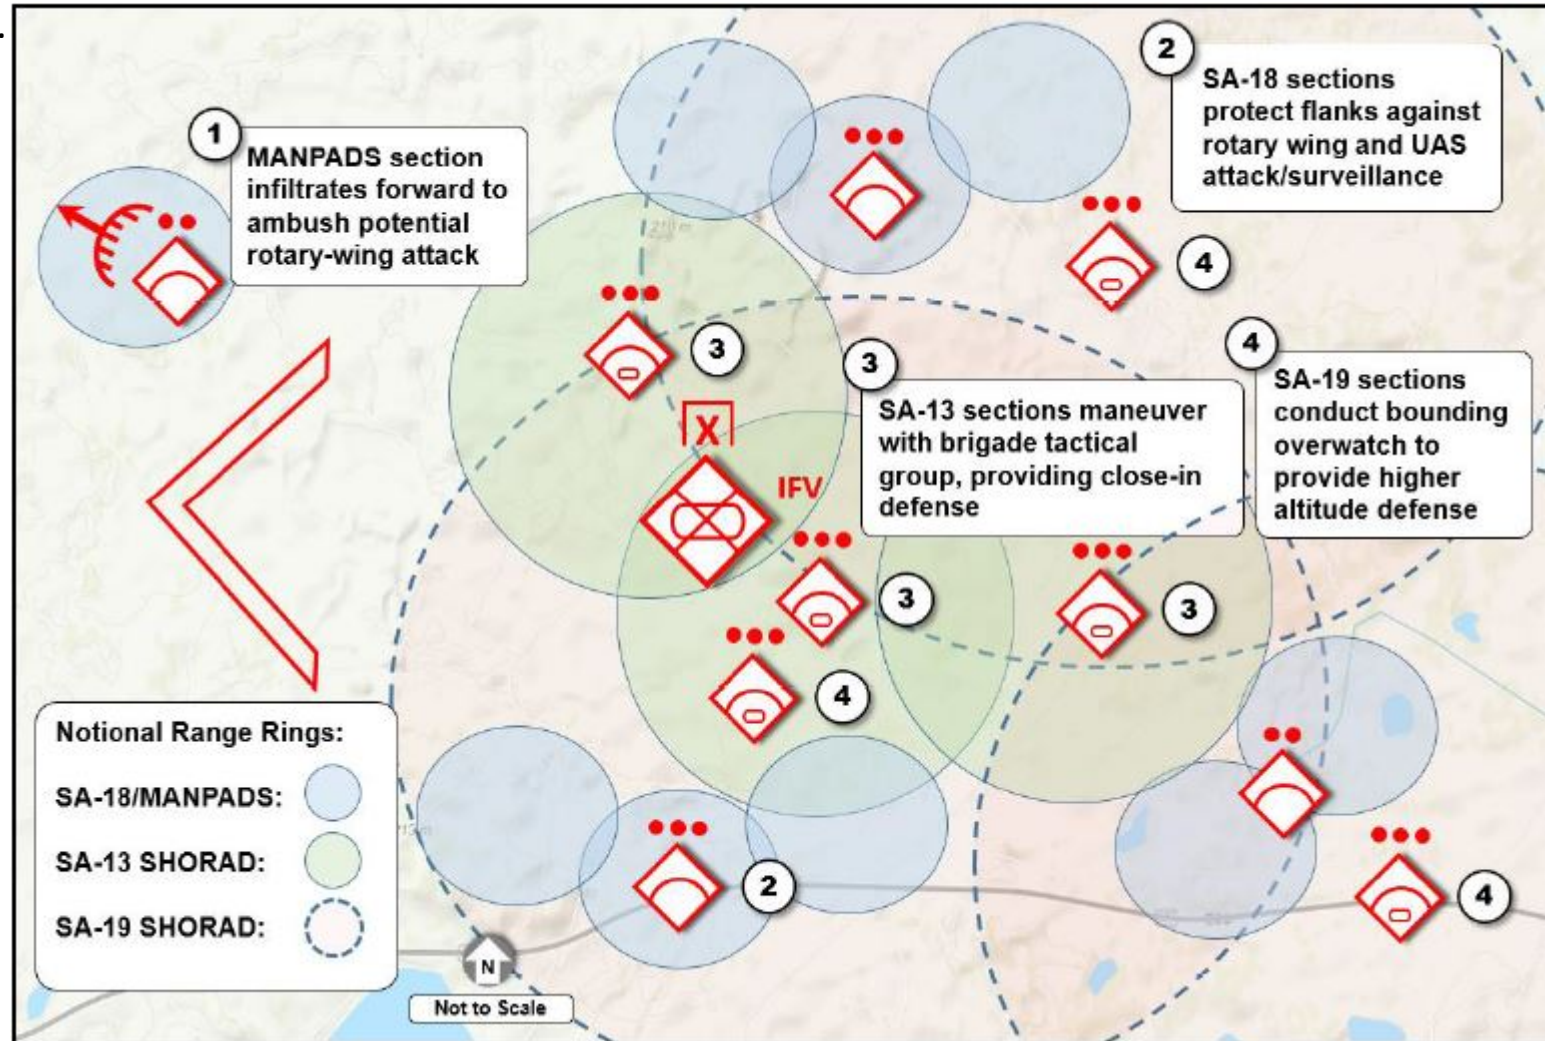 1
MANPADS section
infiltrates forward to
ambush potential
rotary-wing attack
2
SA-18 sections
protect flanks against
rotary wing and UAS
attack/surveillance
4
3
3
SA-13 sections maneuver
with brigade tactical
group, providing close-in
defense
4
SA-19 sections
conduct bounding
overwatch to
provide higher
altitude defense
X
IFV
3
3
4
Notional Range Rings:
SA-18/MANPADS:
SA-13 SHORAD:
SA-19 SHORAD:
2
4
N
Not to Scale